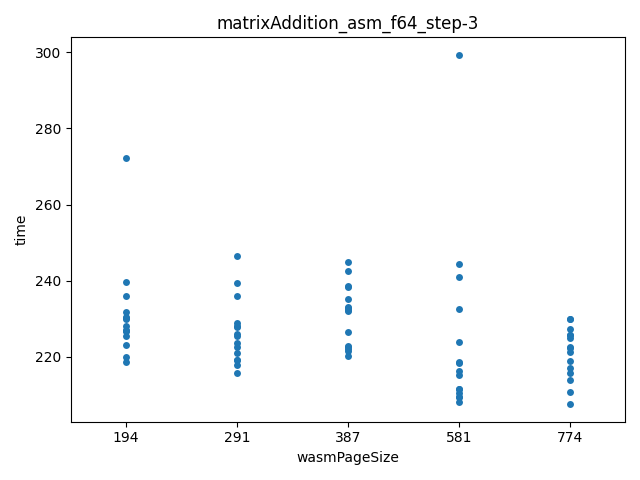 matrixAddition_asm_f64_step-3
300
280
260
240
220
time
194 291 387 581 774
wasmPageSize